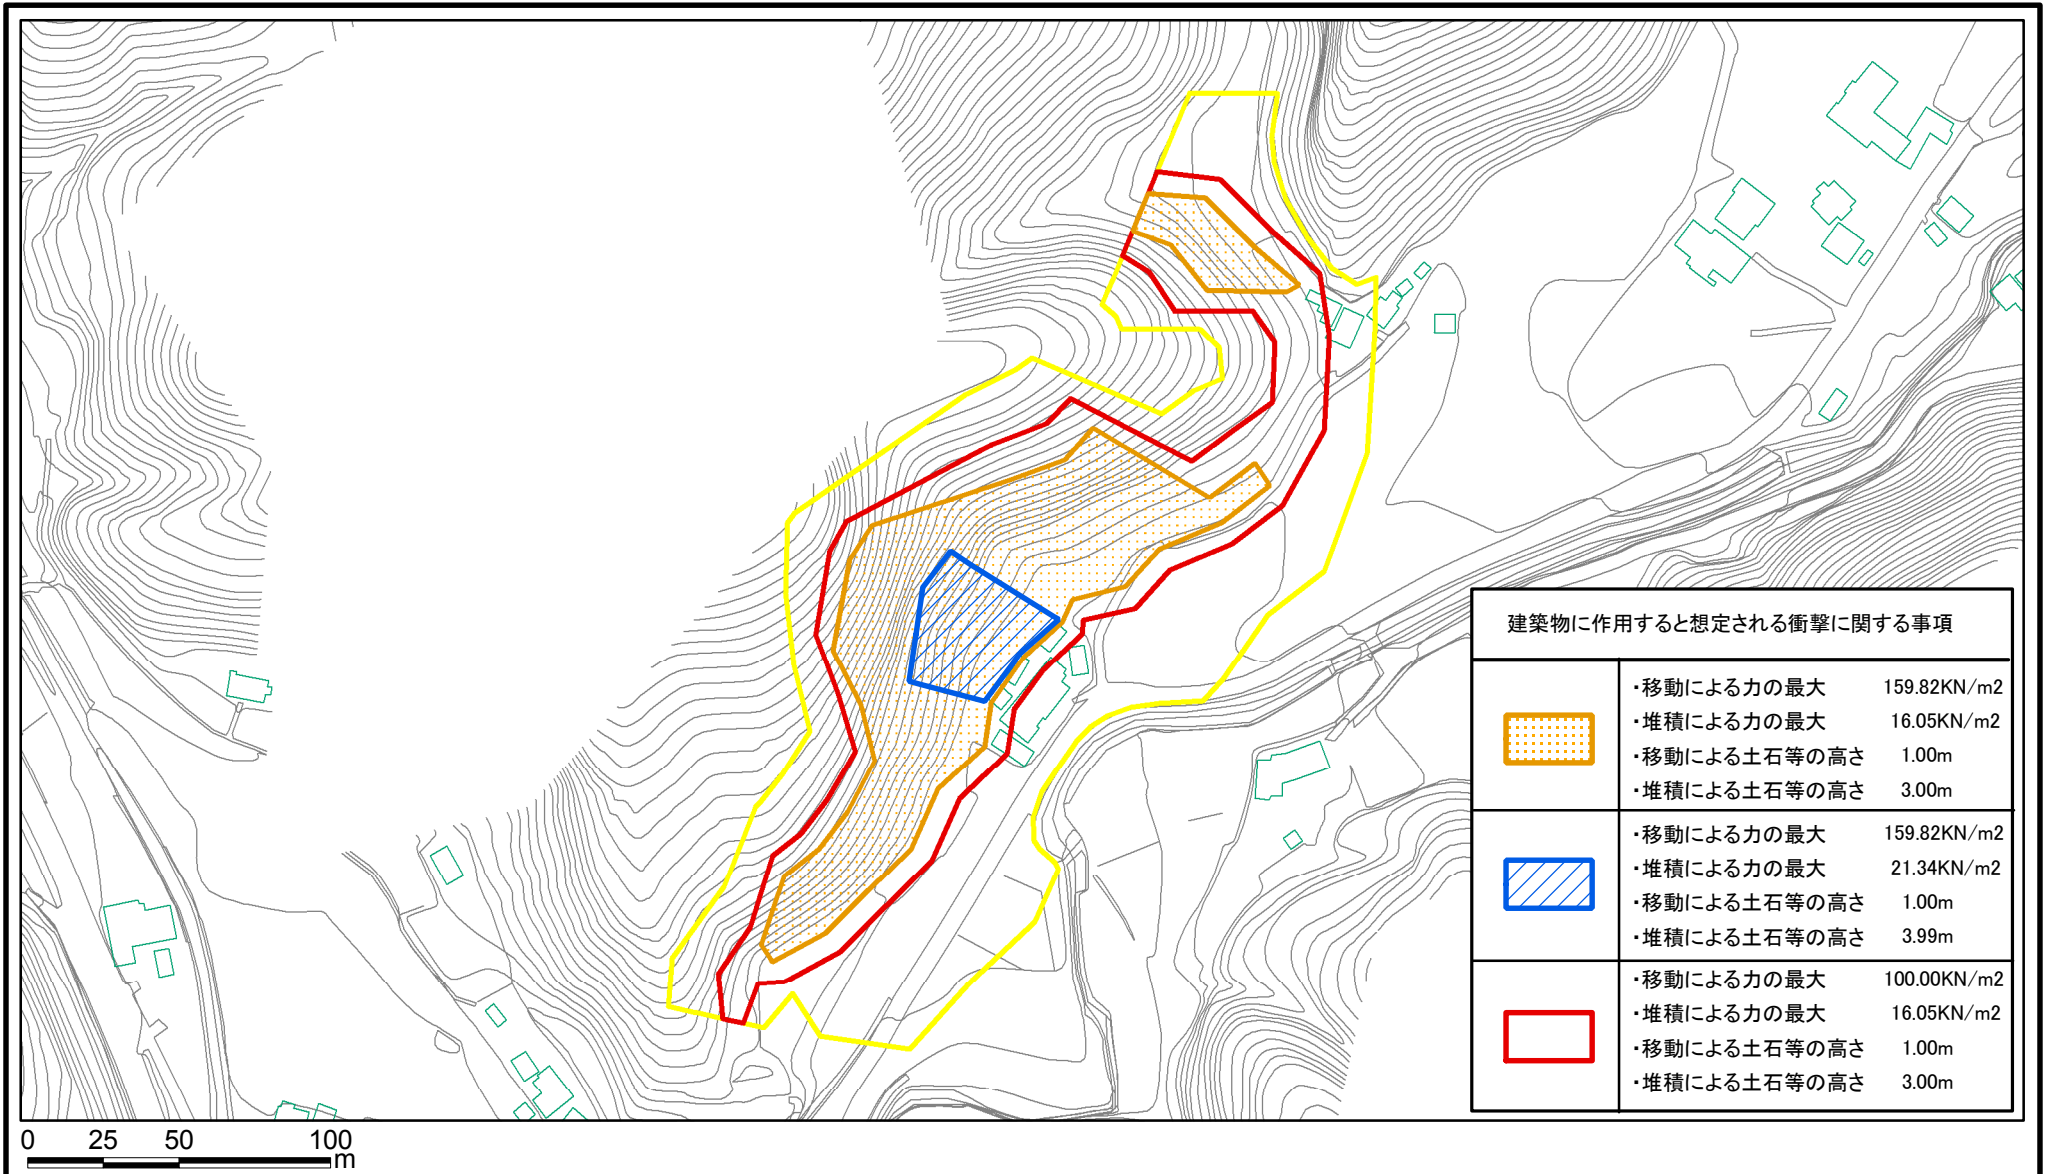 建築物に作用すると想定される衝撃に関する事項
・移動による力の最大 159.82KN/m2
・堆積による力の最大 16.05KN/m2
・移動による土石等の高さ 1.00m
・堆積による土石等の高さ 3.00m
・移動による力の最大 159.82KN/m2
・堆積による力の最大 21.34KN/m2
・移動による土石等の高さ 1.00m
・堆積による土石等の高さ 3.99m
・移動による力の最大 100.00KN/m2
・堆積による力の最大 16.05KN/m2
・移動による土石等の高さ 1.00m
・堆積による土石等の高さ 3.00m
0 25 50 100
m